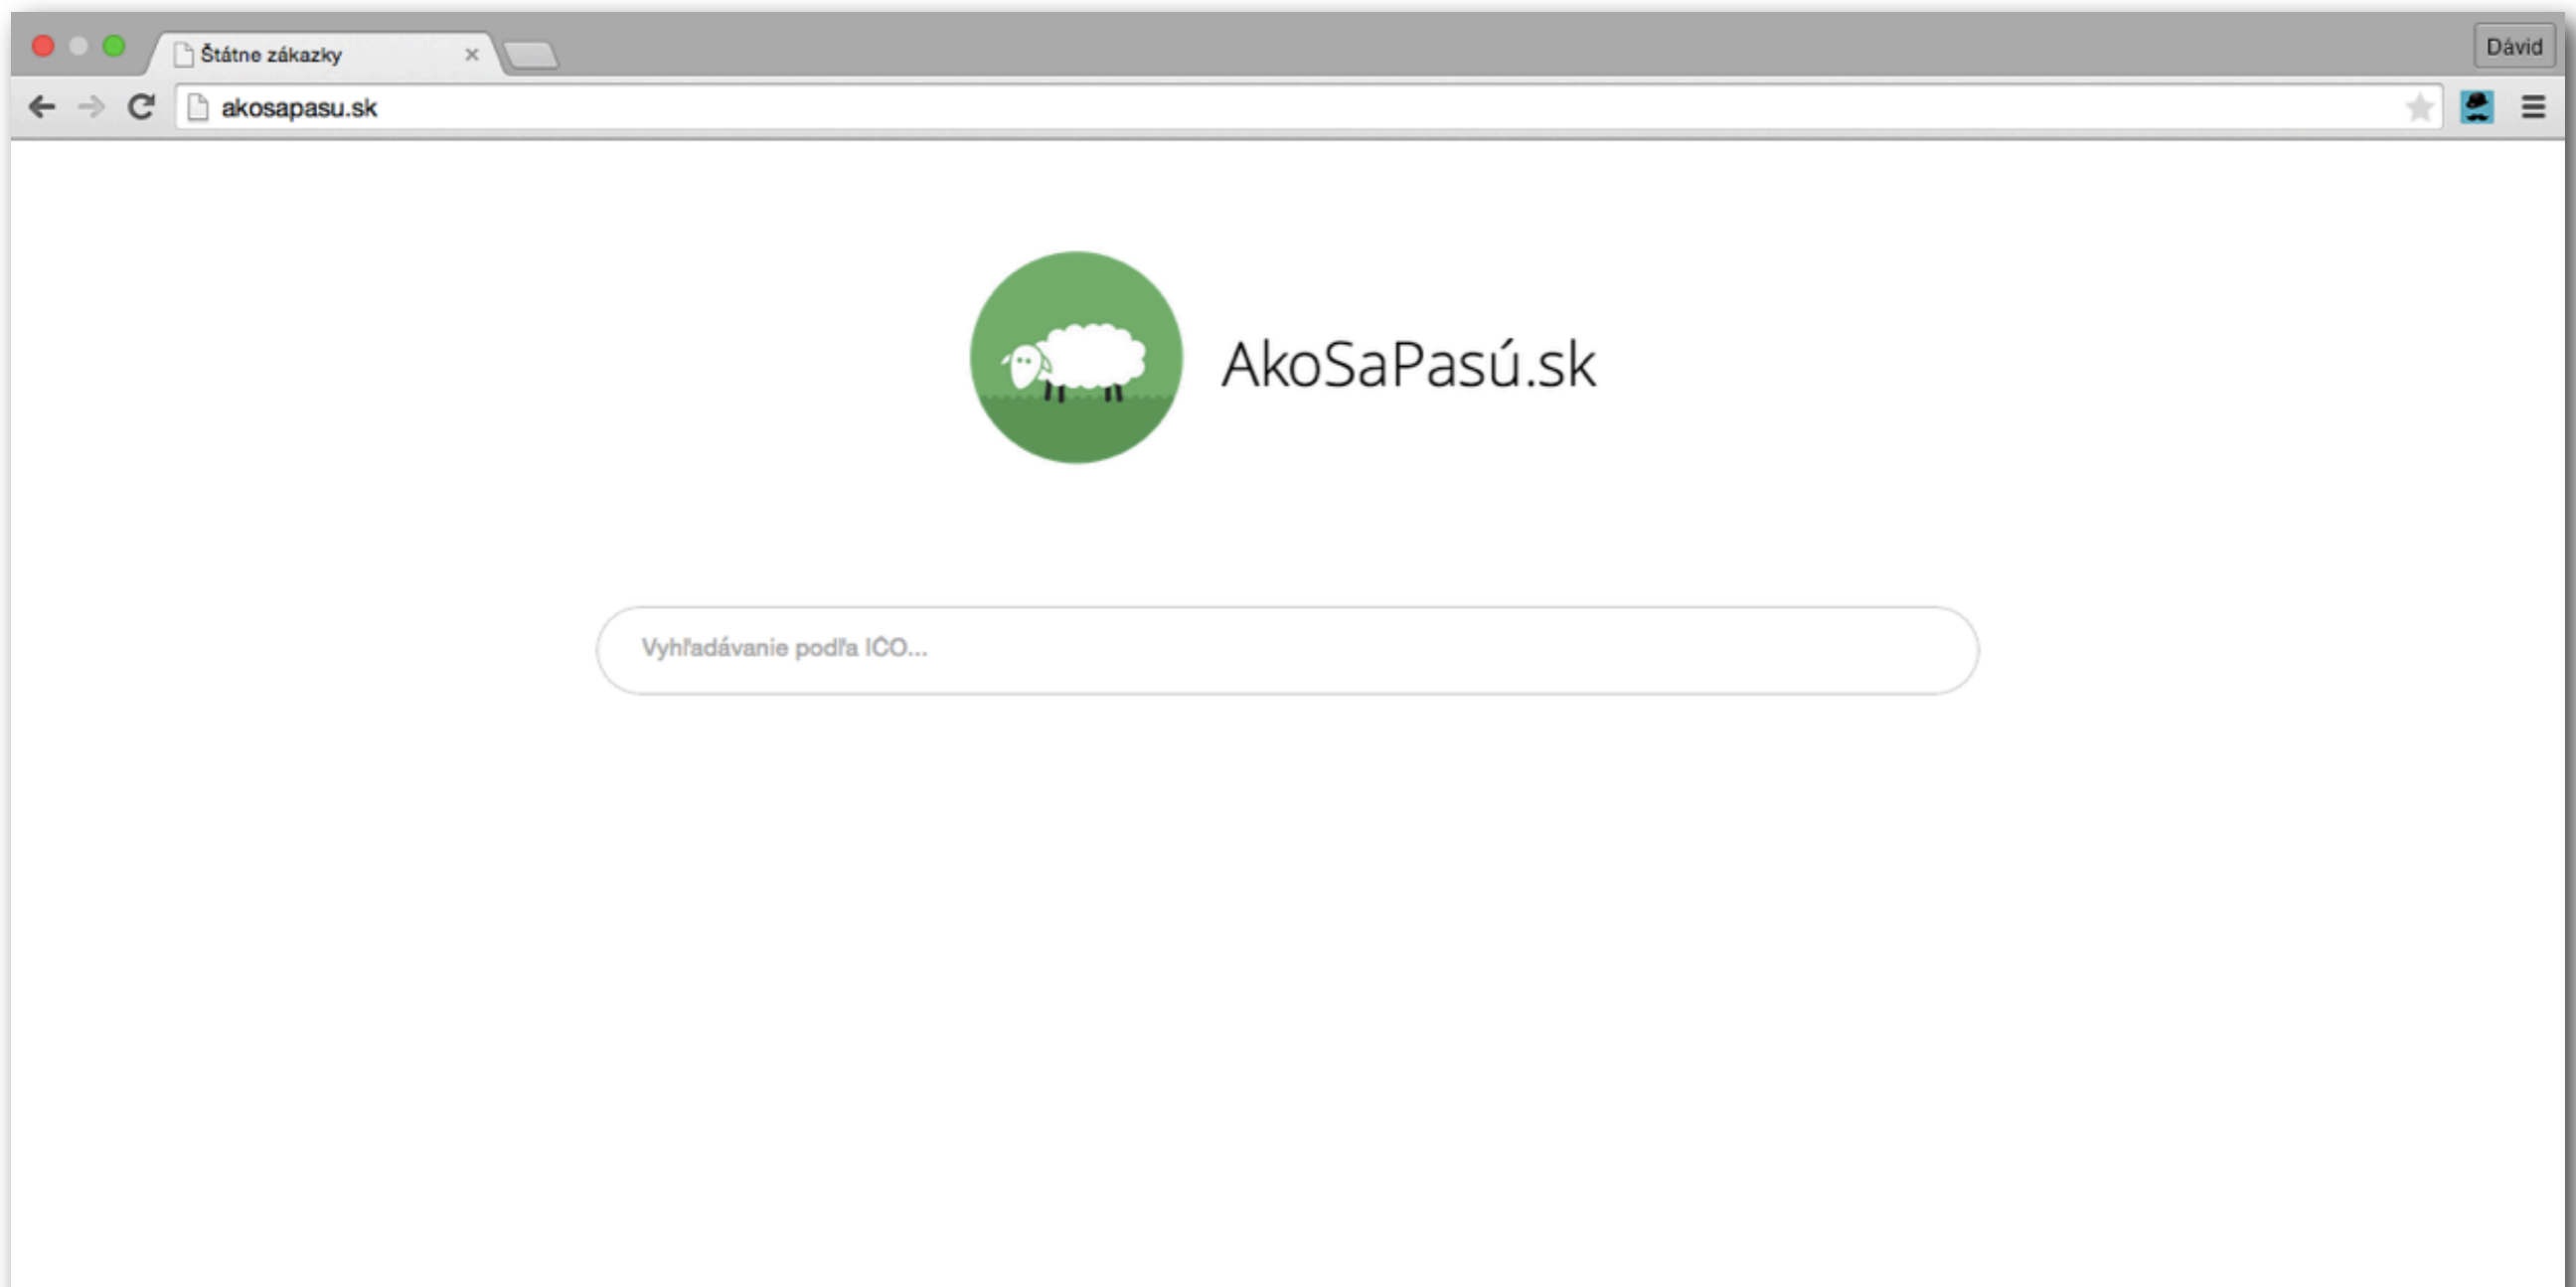 Štátne zákazky
Dávid
akosapasu.sk
AkoSaPasú.sk
Vyhľadávanie podľa IČO...